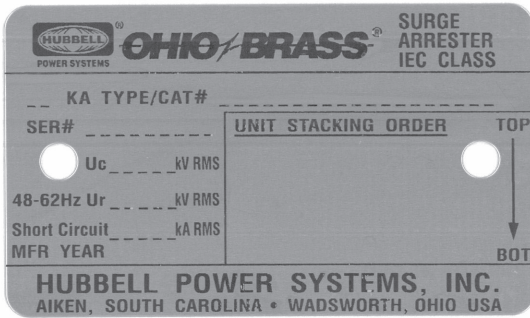 HUBBELL ®
POWER SYSTEMS
OHIO BRASS ®
SURGE
ARRESTER
IEC CLASS
_ _ KA TYPE/CAT# _ _ _ _ _ _ _ _ _ _ _ _ _ _ _ _ _ _ _ _ _ _ _
SER# _ _ _ _ _ _ _ _ _
Uc _ _ _ _ _ kV RMS
48-62Hz Ur _ _ _ _ _ kV RMS
Short Circuit _ _ _ _ _ kA RMS
MFR YEAR
UNIT STACKING ORDER
TOP
BOT
HUBBELL POWER SYSTEMS, INC.
AIKEN, SOUTH CAROLINA • WADSWORTH, OHIO USA